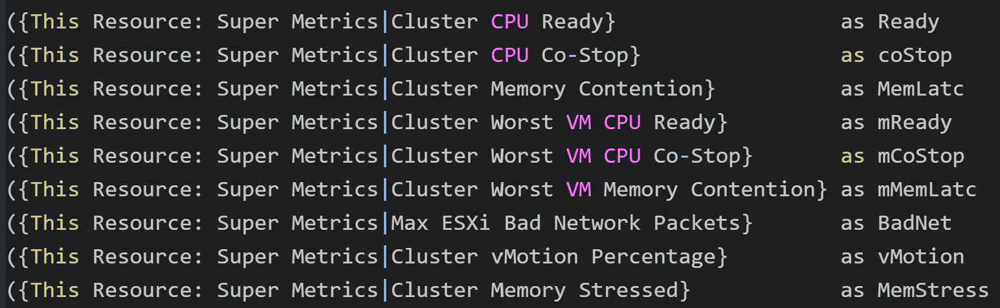 ({This Resource: Super Metrics|Cluster CPU Ready} as Ready
({This Resource: Super Metrics|Cluster CPU Co-Stop} as coStop
({This Resource: Super Metrics|Cluster Memory Contention} as MemLatc
({This Resource: Super Metrics|Cluster Worst VM CPU Ready} as mReady
({This Resource: Super Metrics|Cluster Worst VM CPU Co-Stop} as mCoStop
({This Resource: Super Metrics|Cluster Worst VM Memory Contention} as mMemLatc
({This Resource: Super Metrics|Max ESXi Bad Network Packets} as BadNet
({This Resource: Super Metrics|Cluster vMotion Percentage} as vMotion
({This Resource: Super Metrics|Cluster Memory Stressed} as MemStress